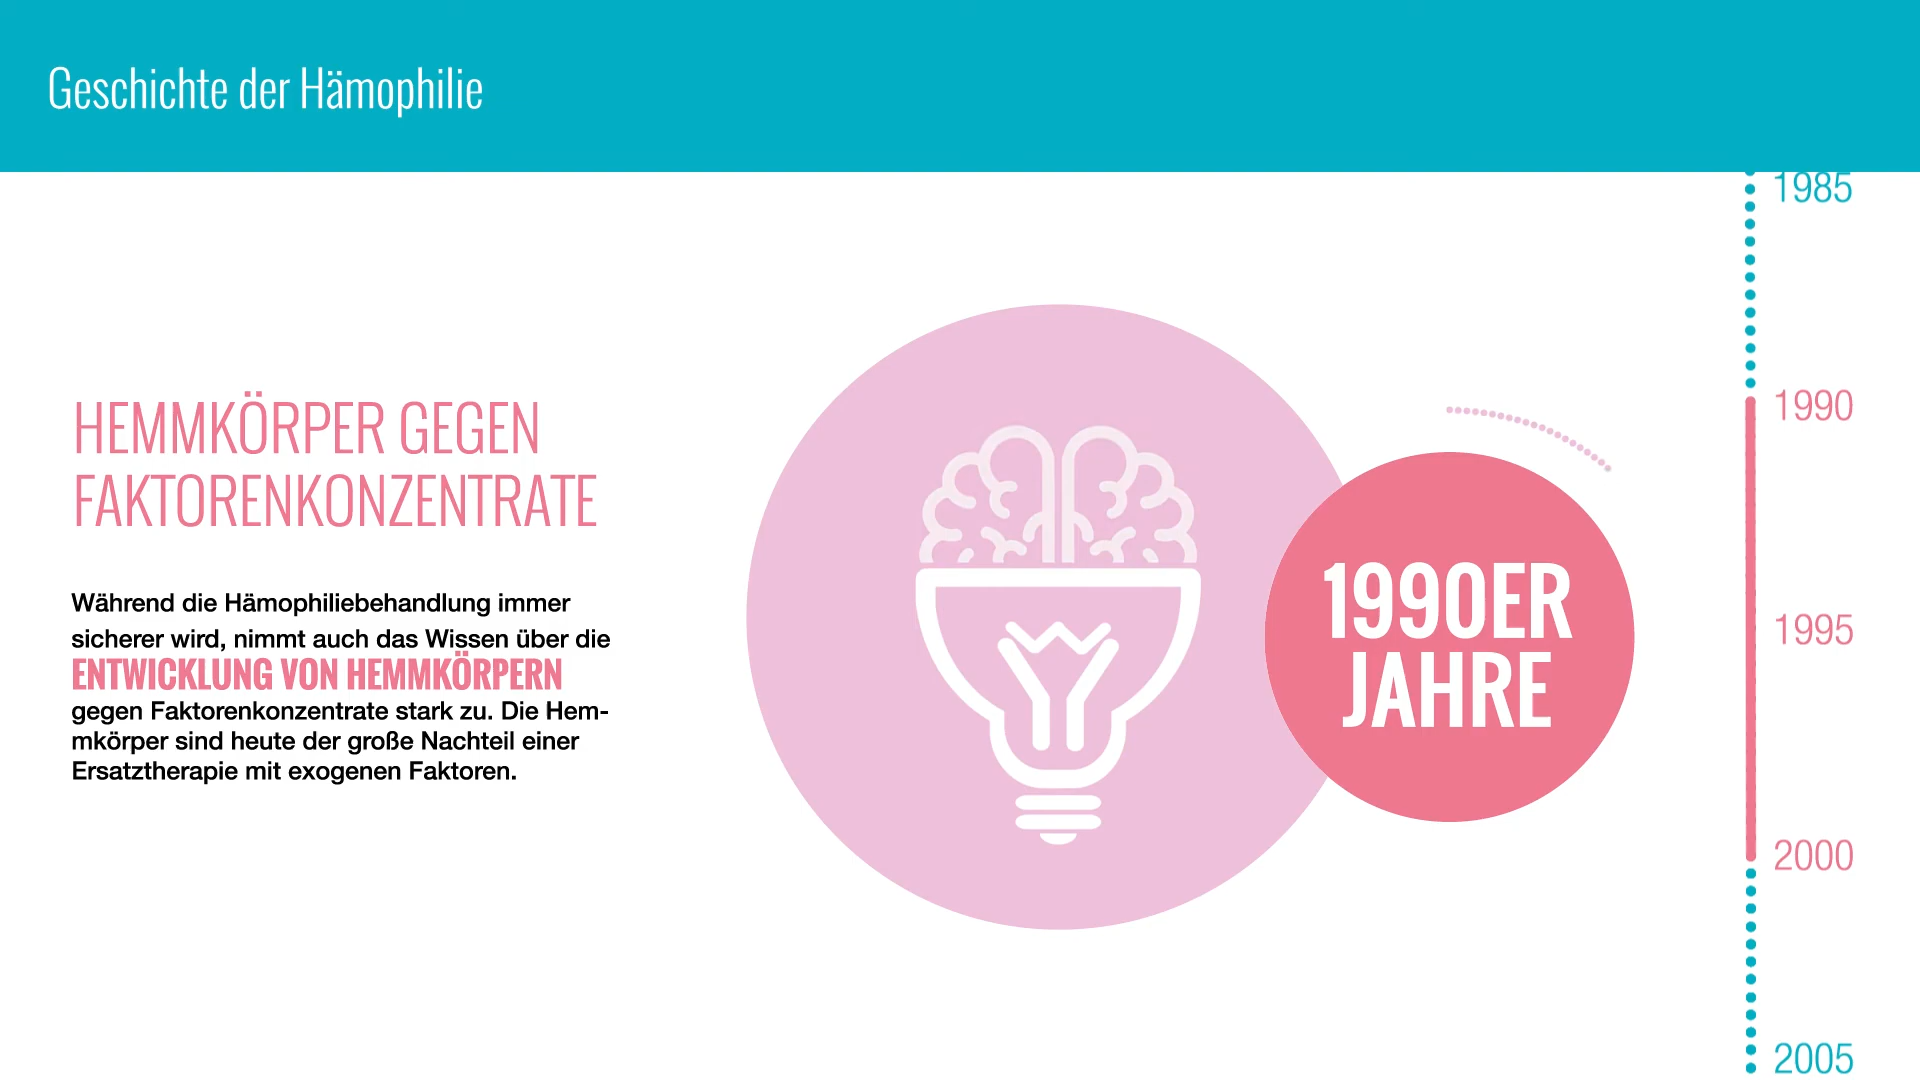 Geschichte der Hämophilie
HEMMKÖRPER GEGEN
FAKTORENKONZENTRATE
Während die Hämophiliebehandlung immer
sicherer wird, nimmt auch das Wissen über die
ENTWICKLUNG VON HEMMKÖRPERN
gegen Faktorenkonzentrate stark zu. Die Hem-
mkörper sind heute der große Nachteil einer
Ersatztherapie mit exogenen Faktoren.
1990ER
JAHRE
1985
1990
1995
2000
2005